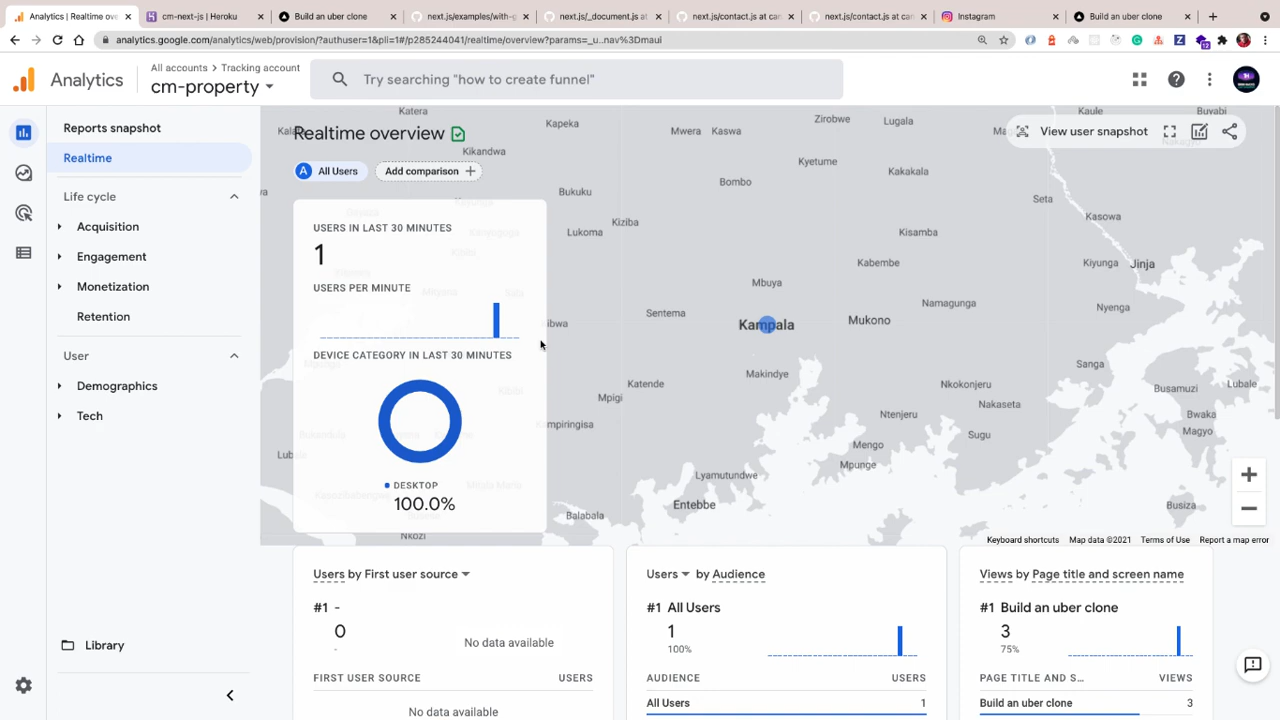 Analytics | Realtime ov
cm-next-js | Heroku
Build an uber clone
next.js/examples/with-g
next.js/_document.js at
next.js/contact.js at can
next.js/contact.js at can
Instagram
Build an uber clone
analytics.google.com/analytics/web/provision/?authuser=1&pli=1#/p285244041/realtime/overview?params=_u..nav%3Dmaui
12
Analytics
All accounts > Tracking account
cm-property
Try searching "how to create funnel"
Reports snapshot
Realtime
Life cycle
Acquisition
Engagement
Monetization
Retention
User
Demographics
Tech
Library
Realtime overview
A All Users
Add comparison +
View user snapshot
USERS IN LAST 30 MINUTES
1
USERS PER MINUTE
DEVICE CATEGORY IN LAST 30 MINUTES
DESKTOP
100.0%
Katera
Kapeka
Kikandwa
Mwera
Kaswa
Zirobwe
Lugala
Kaule
Buvabi
Nakagyo
Kyetume
Bombo
Kakakala
Bukuku
Kiziba
Lukoma
Seta
Kasowa
Kisamba
Kabembe
Kiyunga
Jinja
Mbuya
Namagunga
Nyenga
Sentema
Kibwa
Kampala
Mukono
Sanga
Makindye
Katende
Mpigi
Nkokonjeru
Busamuzi
Lubale
Nakaseta
Ntenjeru
Bwaka
Magyo
Kampiringisa
Sugu
Mengo
Mpunge
Lyamutundwe
Entebbe
Busiza
Balabala
Nkozi
Keyboard shortcuts
Map data ©2021
Terms of Use
Report a map error
Users by First user source
#1 -
0
-
No data available
FIRST USER SOURCE
USERS
No data available
Users by Audience
#1 All Users
1
100%
AUDIENCE
USERS
All Users
1
Views by Page title and screen name
#1 Build an uber clone
3
75%
PAGE TITLE AND S...
VIEWS
Build an uber clone
3